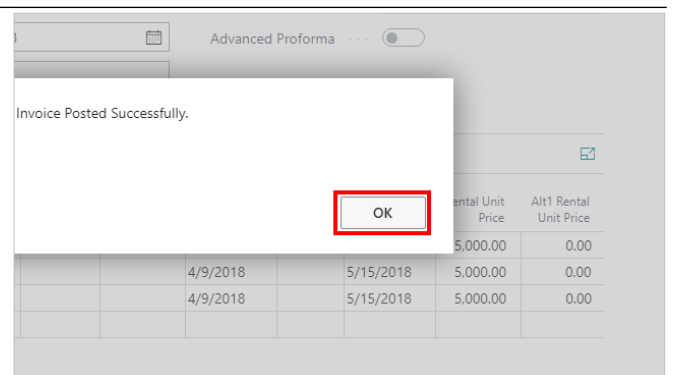 Advanced Proforma
Invoice Posted Successfully.
OK
ental Unit Price
Alt1 Rental Unit Price
5,000.00 0.00
4/9/2018 5/15/2018 5,000.00 0.00
4/9/2018 5/15/2018 5,000.00 0.00